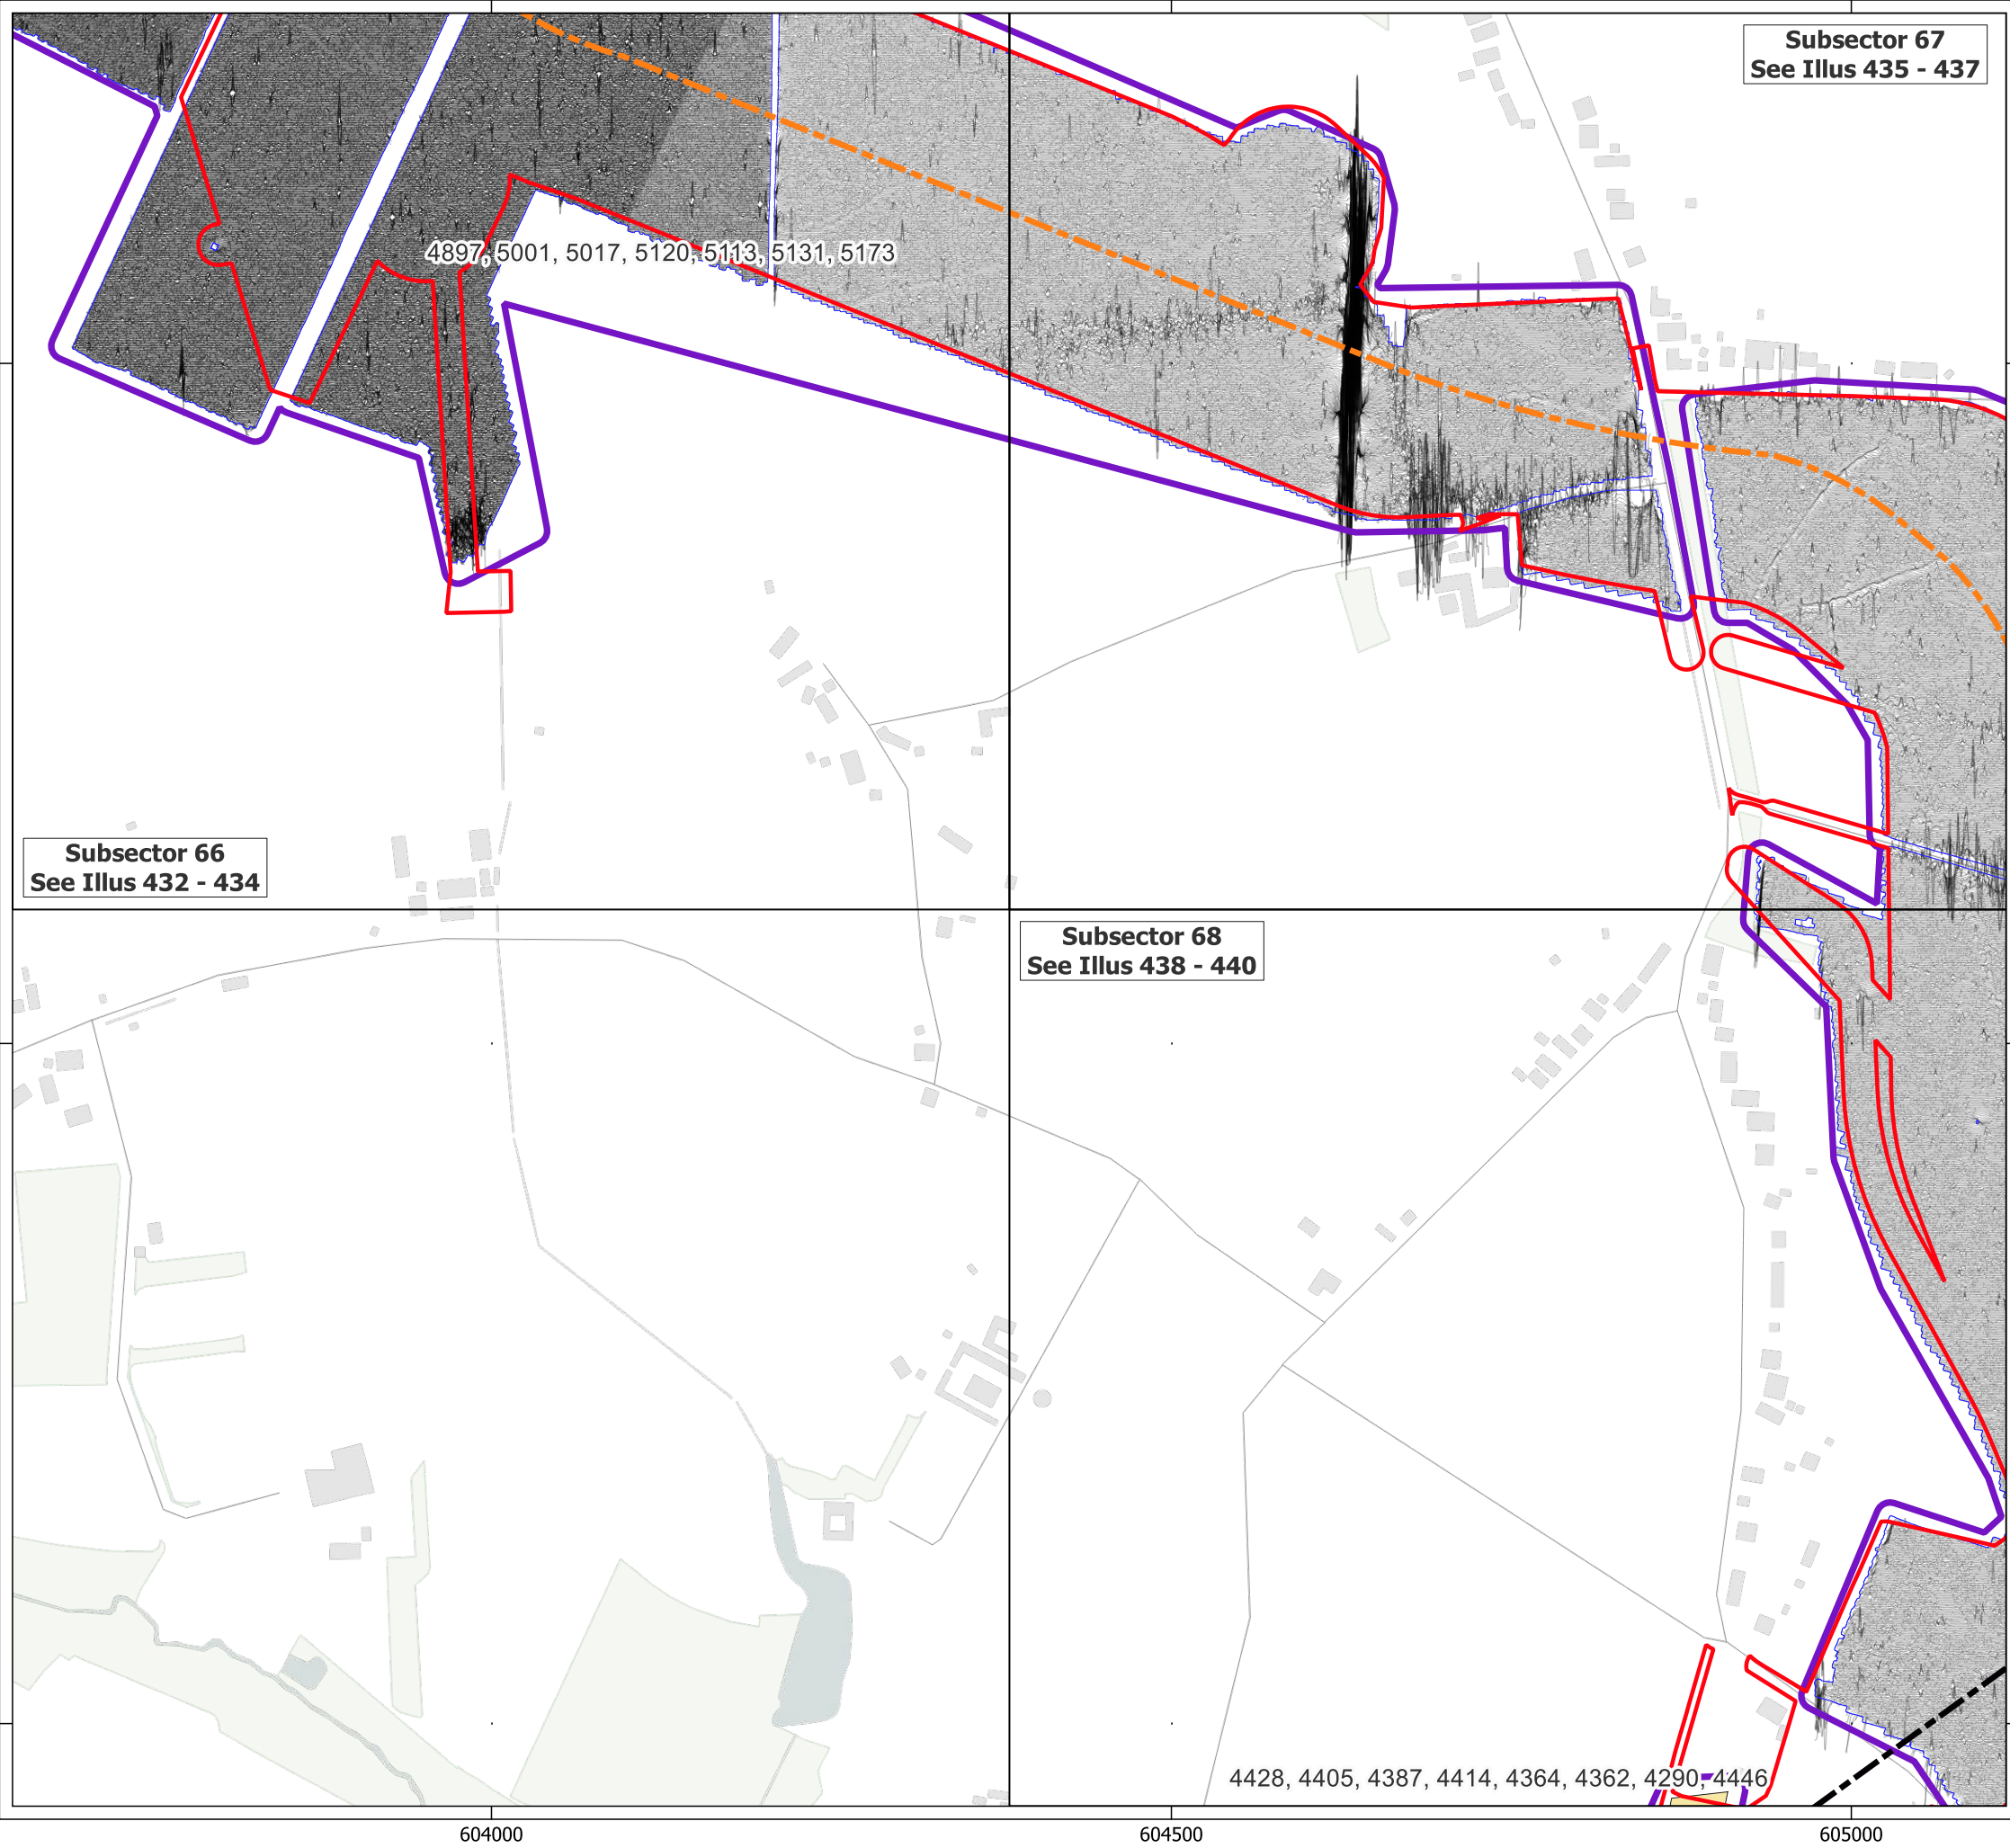 Subsector 67
See Illus 435 - 437
4897, 5001, 5017, 5120, 5113, 5131, 5173
Subsector 66
See Illus 432 - 434
Subsector 68
See Illus 438 - 440
4428, 4405, 4387, 4414, 4364, 4362, 4290, 4446
604000
604500
605000